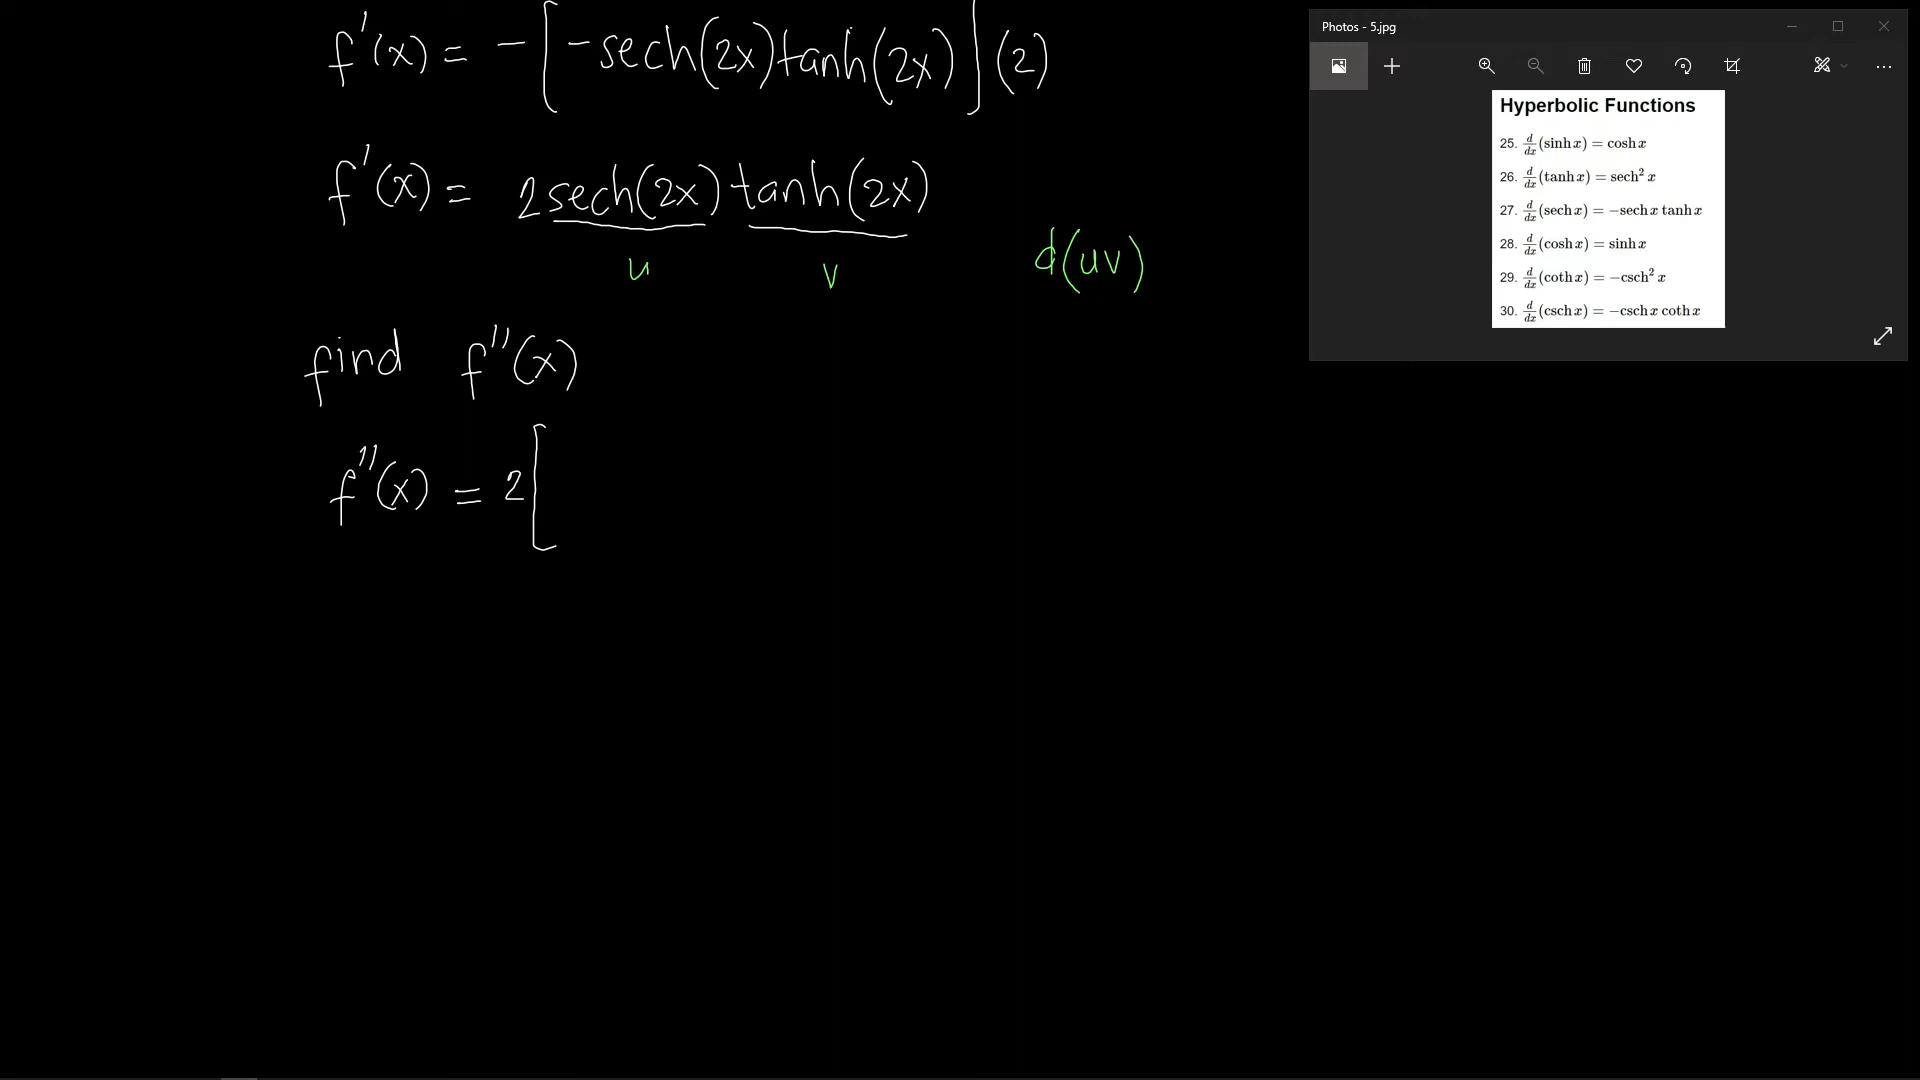 f'(x) = -[-sech(2x)tanh(2x)](2)
f'(x) = 2sech(2x)tanh(2x)
u v d(uv)
find f''(x)
f''(x) = 2[
Photos - 5.jpg
Hyperbolic Functions
25. d/dx (sinh x) = cosh x
26. d/dx (tanh x) = sech² x
27. d/dx (sech x) = −sech x tanh x
28. d/dx (cosh x) = sinh x
29. d/dx (coth x) = −csch² x
30. d/dx (csch x) = −csch x coth x